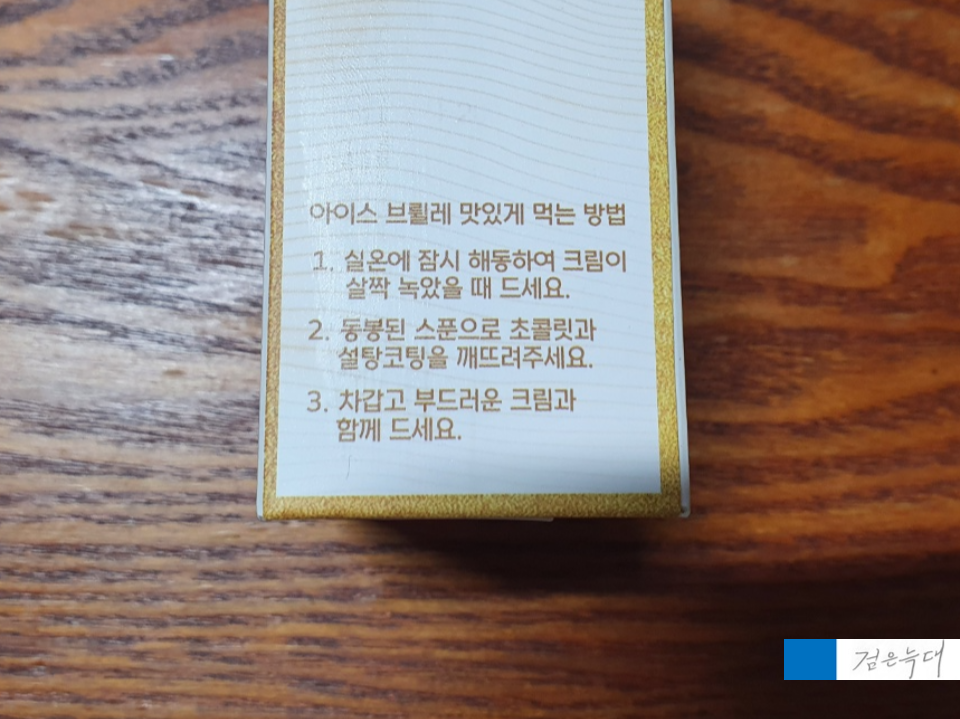 아이스 브륄레 맛있게 먹는 방법
1. 실온에 잠시 해동하여 크림이
살짝 녹았을 때 드세요.
2. 동봉된 스푼으로 초콜릿과
설탕코팅을 깨뜨려주세요.
3. 차갑고 부드러운 크림과
함께 드세요.
검은늑대